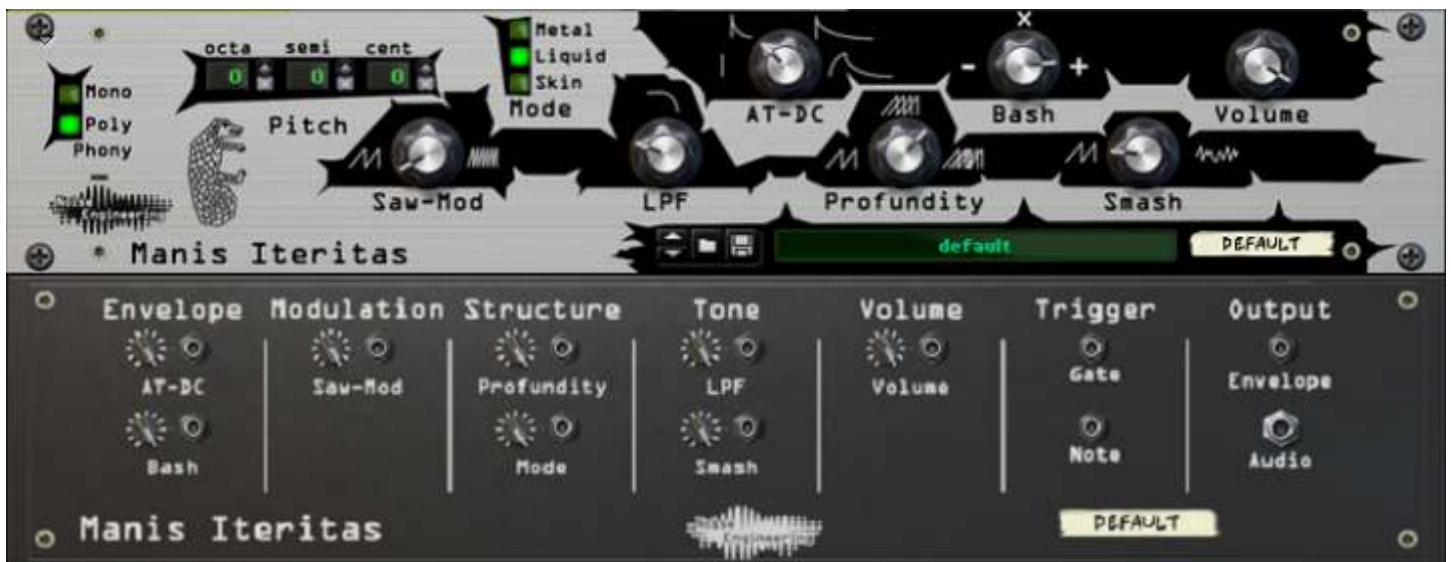 octa semi cent
0 0 0
Mono
Poly
Phony
Pitch
Metal
Liquid
Skin
Mode
AT-DC
- x +
Bash
Volume
Saw-Mod
LPF
Profundity
Smash
Manis Iteritas
default
DEFAULT
Envelope Modulation Structure Tone Volume Trigger Output
AT-DC Saw-Mod Profundity LPF Volume Gate Envelope
Bash Mode Smash Note Audio
Manis Iteritas
DEFAULT